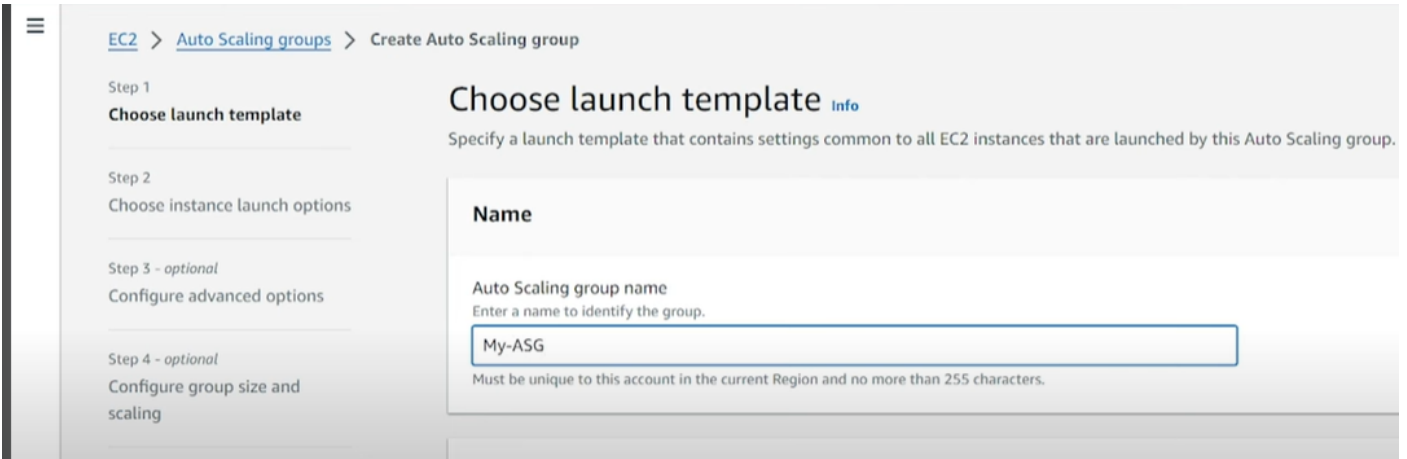 EC2 > Auto Scaling groups > Create Auto Scaling group
Step 1
Choose launch template
Step 2
Choose instance launch options
Step 3 - optional
Configure advanced options
Step 4 - optional
Configure group size and
scaling
Choose launch template Info
Specify a launch template that contains settings common to all EC2 instances that are launched by this Auto Scaling group.
Name
Auto Scaling group name
Enter a name to identify the group.
My-ASG
Must be unique to this account in the current Region and no more than 255 characters.